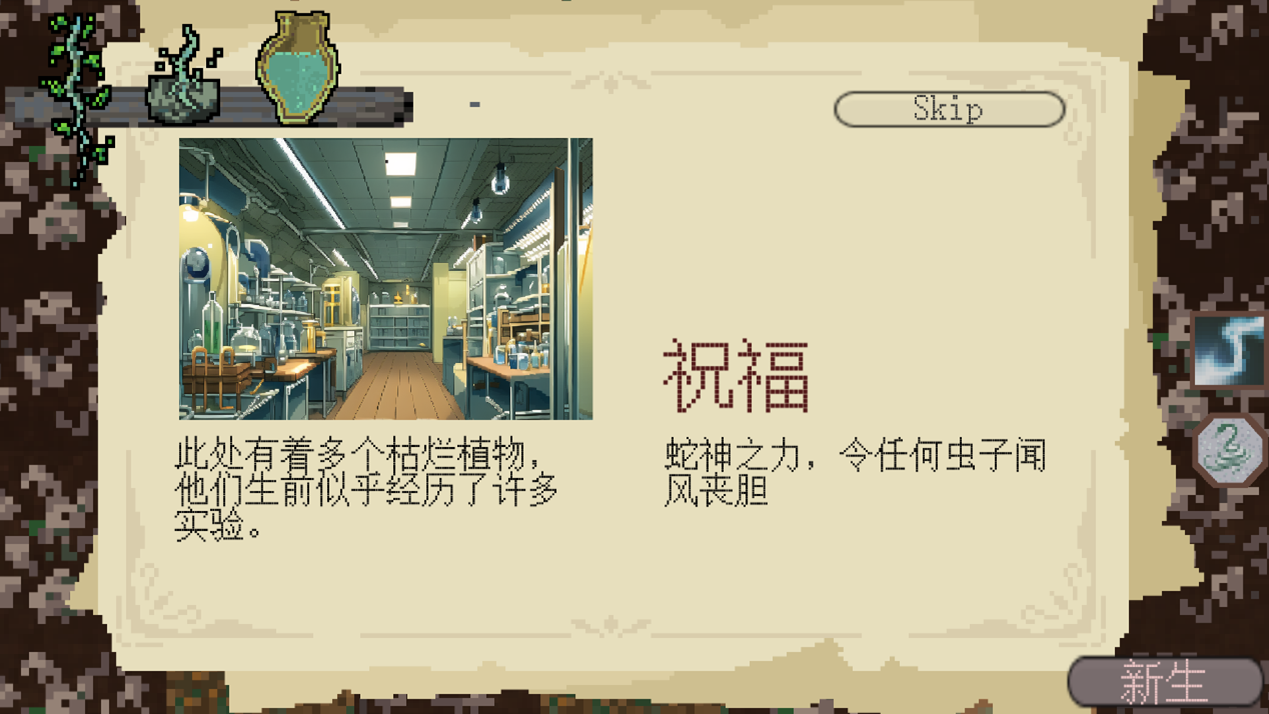 Skip
此处有着多个枯烂植物，
他们生前似乎经历了许多
实验。
祝福
蛇神之力，令任何虫子闻
风丧胆
新生